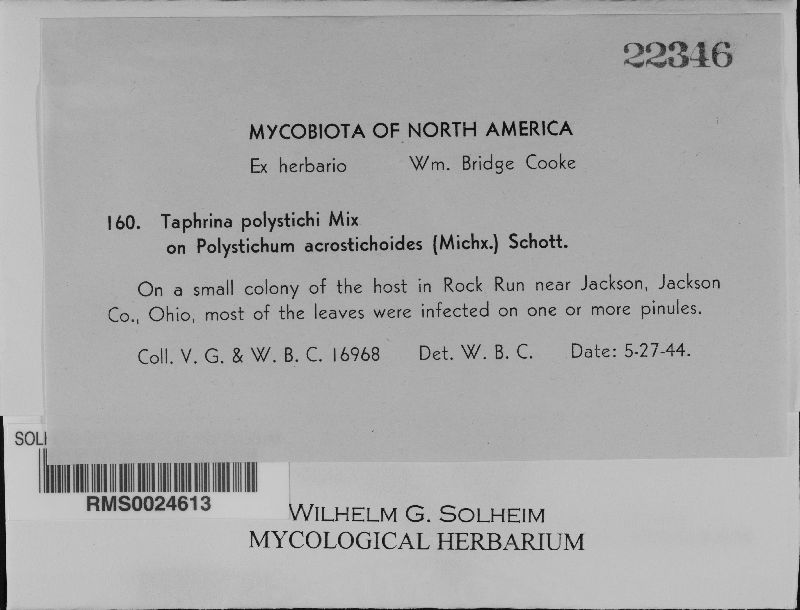 22346
MYCOBIOTA OF NORTH AMERICA
Ex herbario Wm. Bridge Cooke
160. Taphrina polystichi Mix
on Polystichum acrostichoides (Michx.) Schott.
On a small colony of the host in Rock Run near Jackson, Jackson
Co., Ohio, most of the leaves were infected on one or more pinules.
Coll. V. G. & W. B. C. 16968 Det. W. B. C. Date: 5-27-44.
RMS0024613
WILHELM G. SOLHEIM
MYCOLOGICAL HERBARIUM